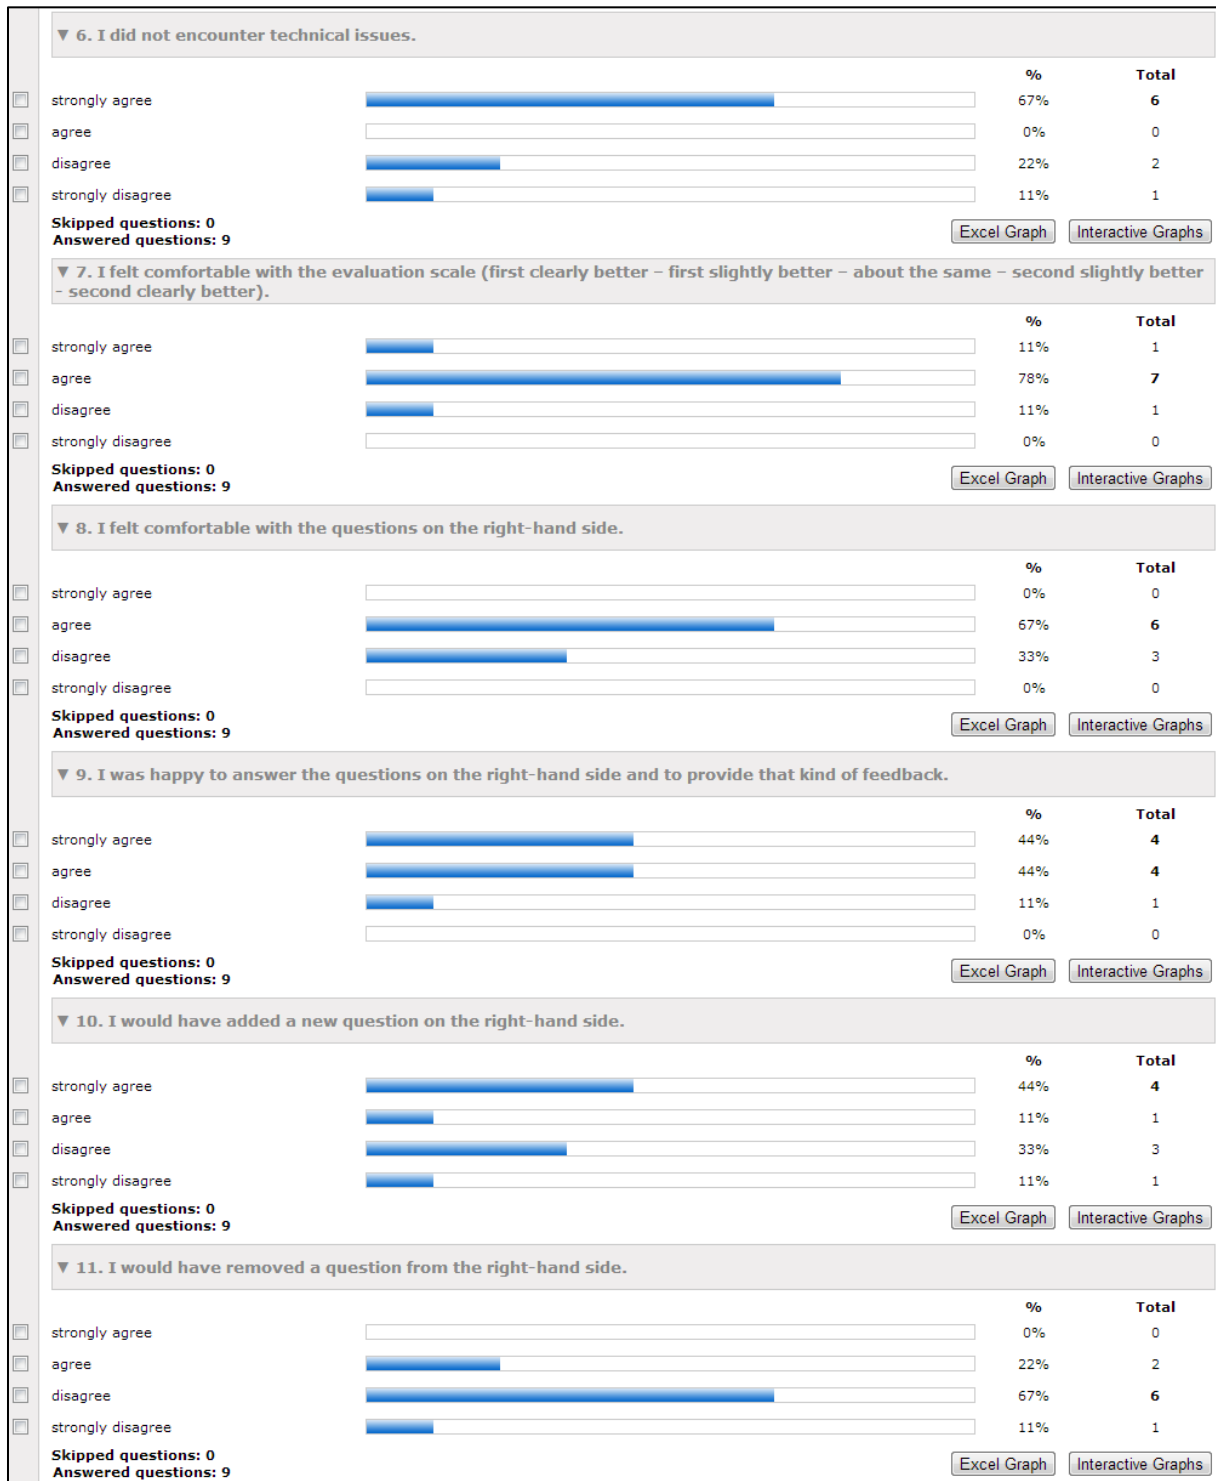 ▼ 6. I did not encounter technical issues.
% Total
strongly agree 67% 6
agree 0% 0
disagree 22% 2
strongly disagree 11% 1
Skipped questions: 0
Answered questions: 9
Excel Graph Interactive Graphs
▼ 7. I felt comfortable with the evaluation scale (first clearly better – first slightly better – about the same – second slightly better
– second clearly better).
% Total
strongly agree 11% 1
agree 78% 7
disagree 11% 1
strongly disagree 0% 0
Skipped questions: 0
Answered questions: 9
Excel Graph Interactive Graphs
▼ 8. I felt comfortable with the questions on the right-hand side.
% Total
strongly agree 0% 0
agree 67% 6
disagree 33% 3
strongly disagree 0% 0
Skipped questions: 0
Answered questions: 9
Excel Graph Interactive Graphs
▼ 9. I was happy to answer the questions on the right-hand side and to provide that kind of feedback.
% Total
strongly agree 44% 4
agree 44% 4
disagree 11% 1
strongly disagree 0% 0
Skipped questions: 0
Answered questions: 9
Excel Graph Interactive Graphs
▼ 10. I would have added a new question on the right-hand side.
% Total
strongly agree 44% 4
agree 11% 1
disagree 33% 3
strongly disagree 11% 1
Skipped questions: 0
Answered questions: 9
Excel Graph Interactive Graphs
▼ 11. I would have removed a question from the right-hand side.
% Total
strongly agree 0% 0
agree 22% 2
disagree 67% 6
strongly disagree 11% 1
Skipped questions: 0
Answered questions: 9
Excel Graph Interactive Graphs